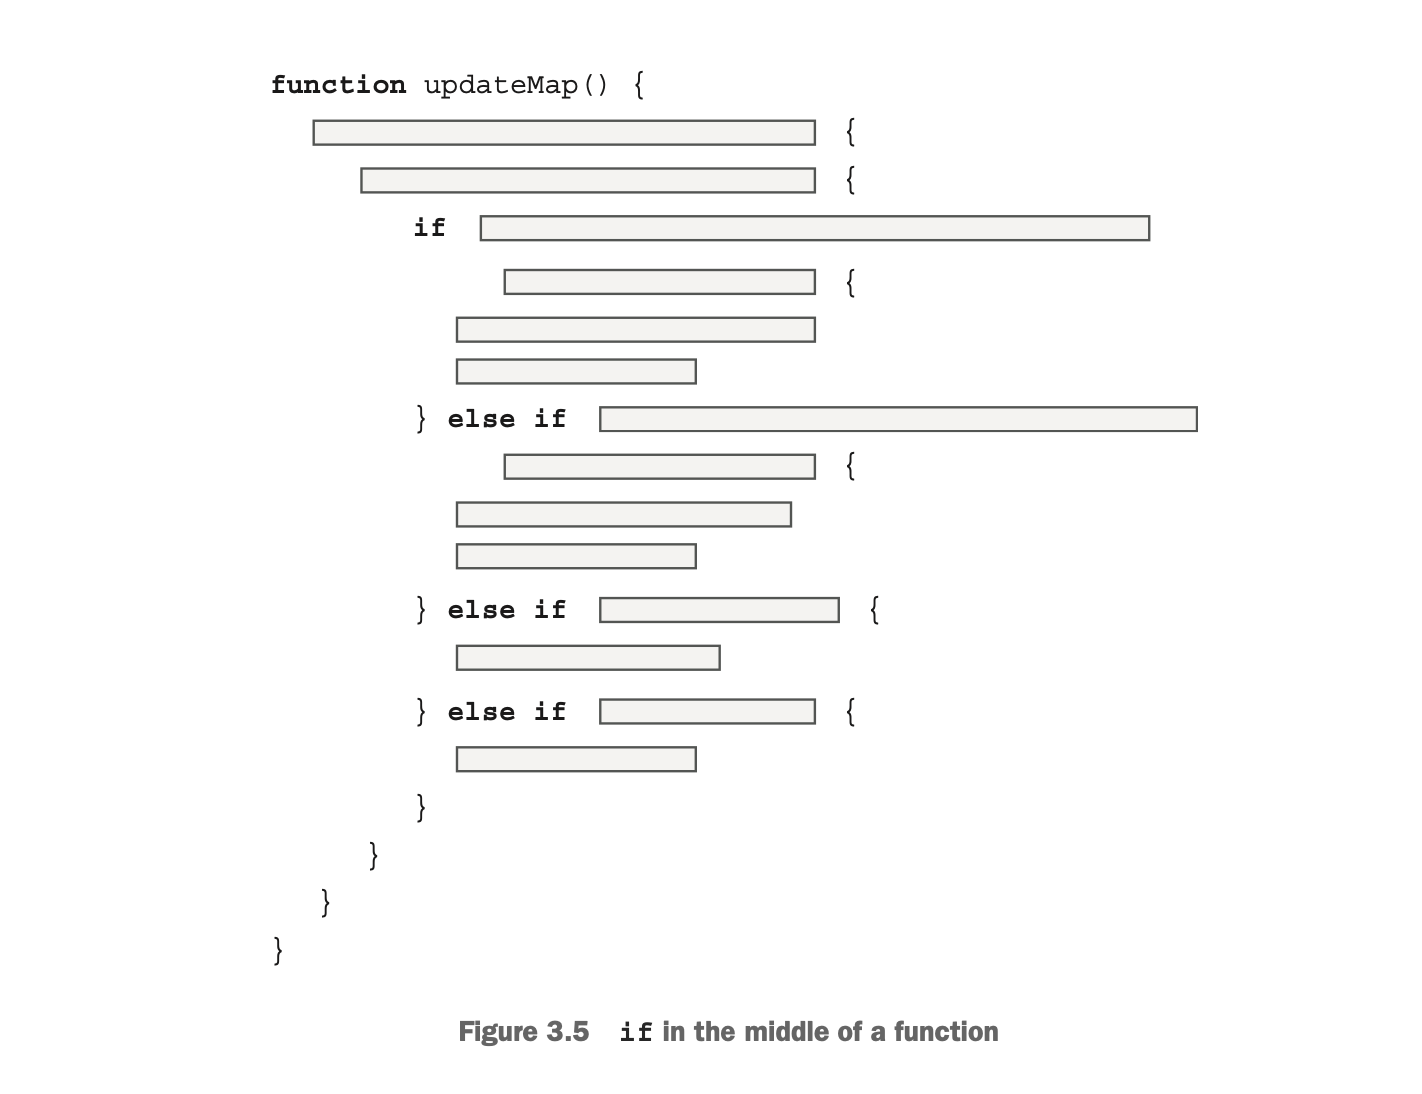 function updateMap() {
{
{
if
{
} else if
{
} else if {
} else if {
}
}
}
}
Figure 3.5 if in the middle of a function